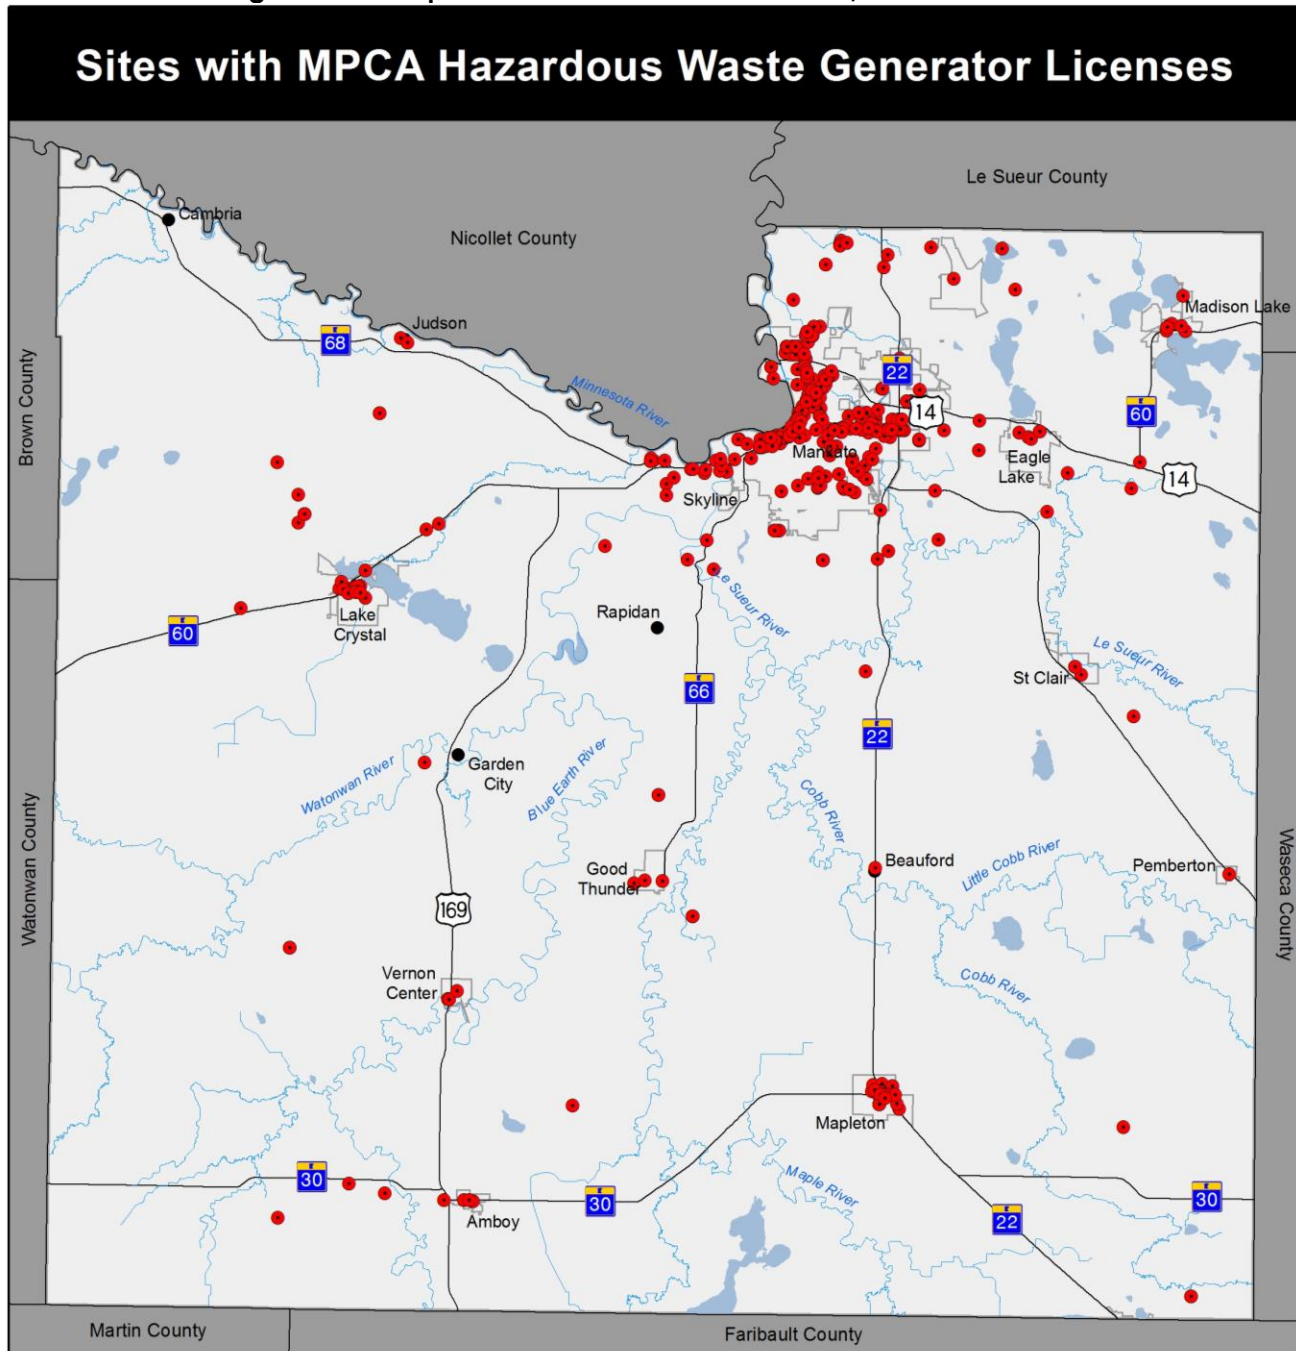 Sites with MPCA Hazardous Waste Generator Licenses
Le Sueur County
Nicollet County
Cambria
Madison Lake
Judson
68
22
Minnesota River
14
60
Brown County
Mankato
Eagle
Lake
14
Skyline
Le Sueur River
Rapidan
Lake
Crystal
60
Le Sueur River
St Clair
66
22
Garden
City
Watonwan River
Blue Earth River
Cobb River
Beauford
Little Cobb River
Pemberton
Good
Thunder
Watonwan County
Waseca County
169
Vernon
Center
Cobb River
Mapleton
Maple River
30
30
30
22
Amboy
Martin County
Faribault County